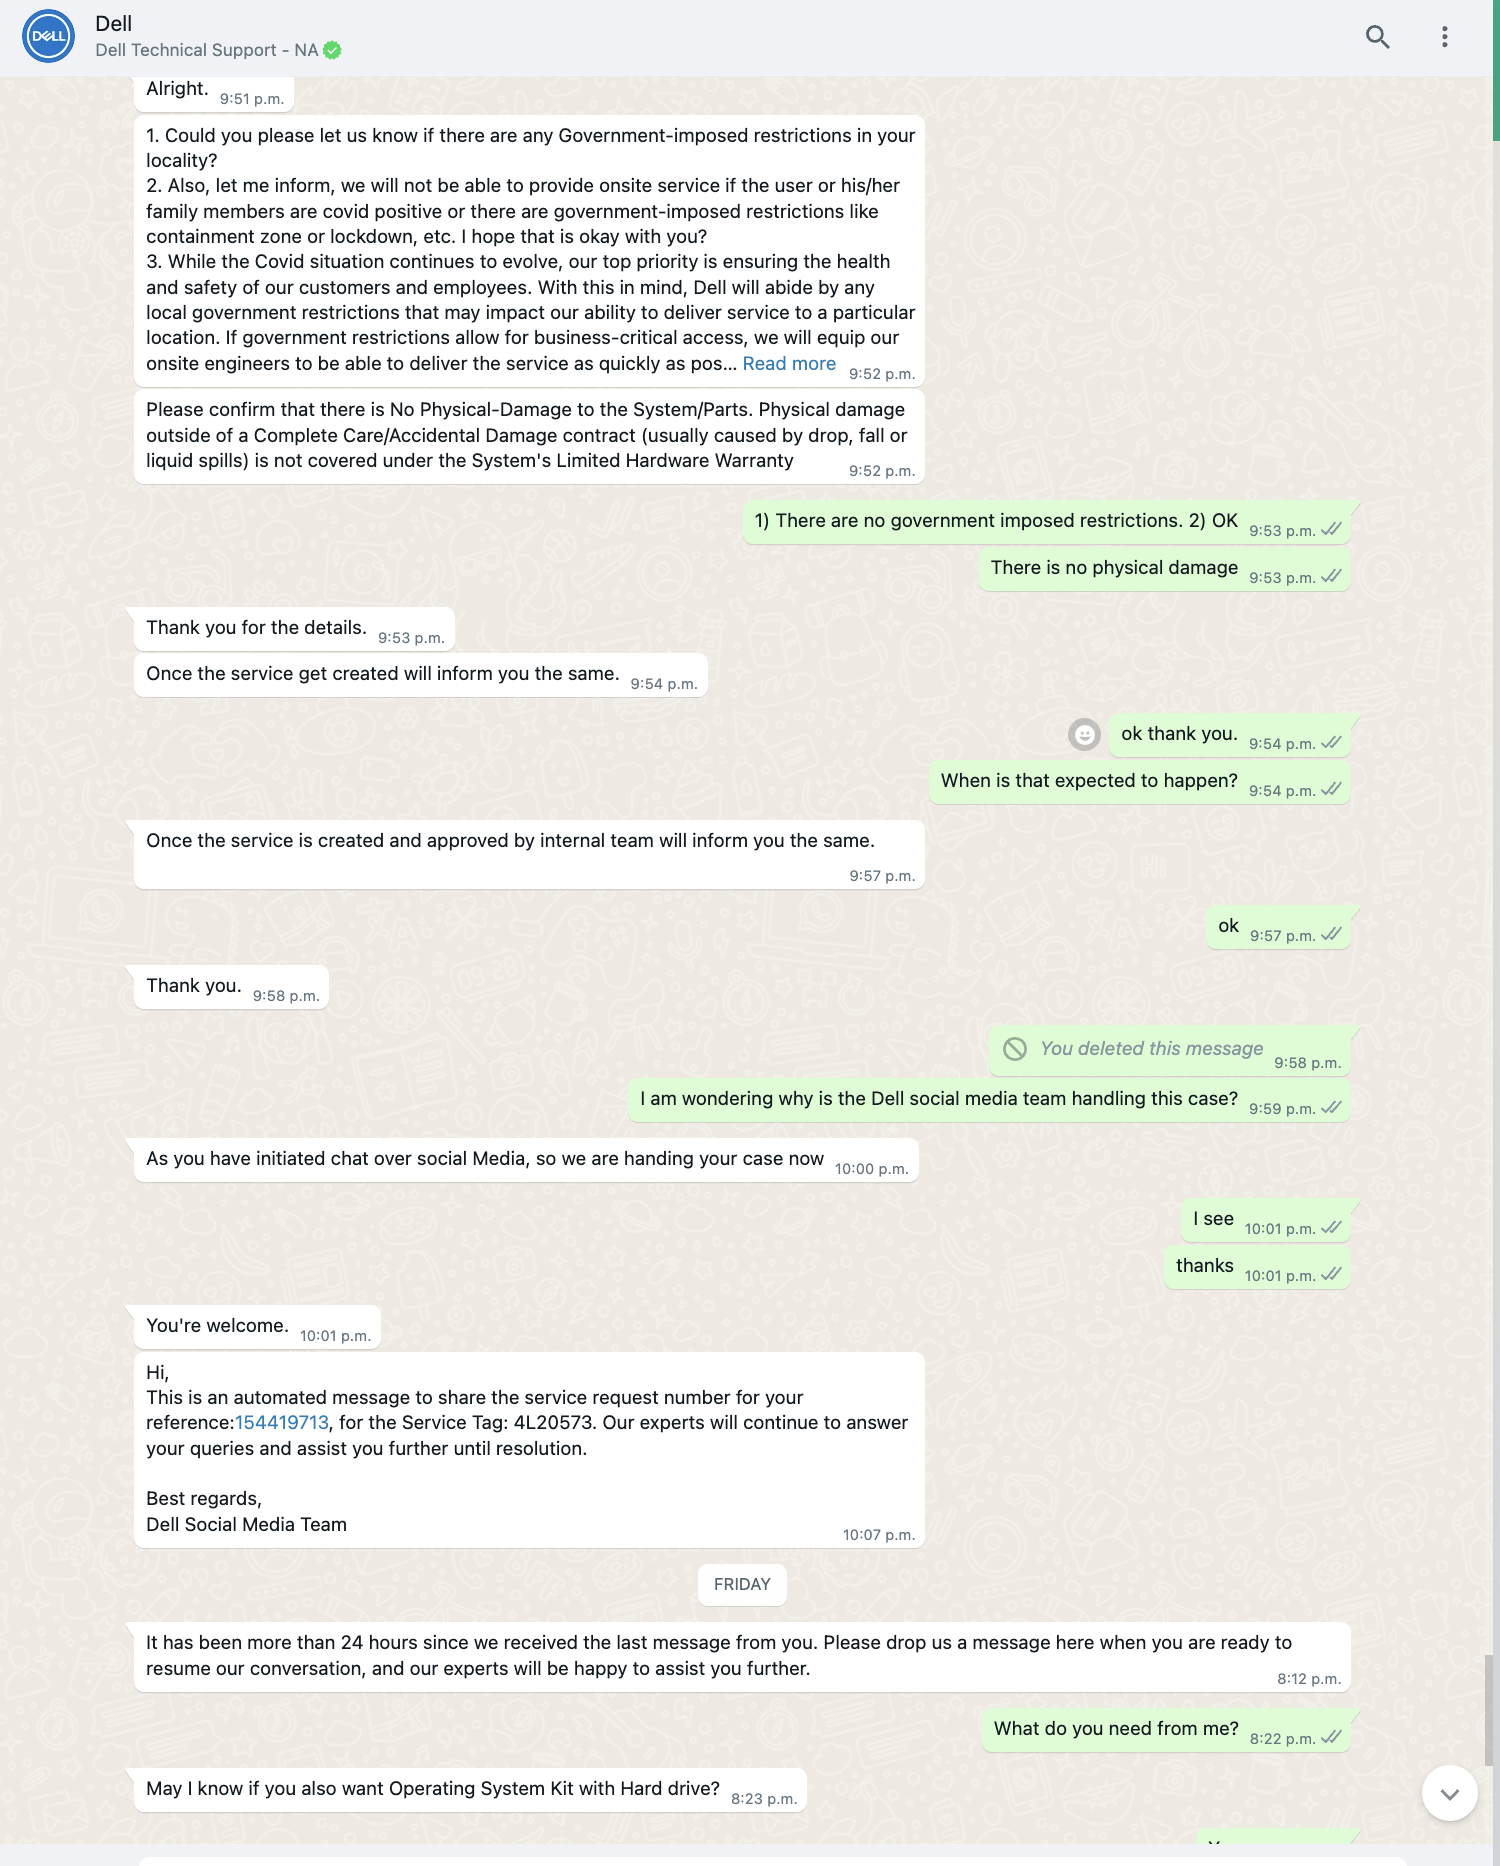 DELL
Dell
Dell Technical Support - NA
Alright.
9:51 p.m.
1. Could you please let us know if there are any Government-imposed restrictions in your
locality?
2. Also, let me inform, we will not be able to provide onsite service if the user or his/her
family members are covid positive or there are government-imposed restrictions like
containment zone or lockdown, etc. I hope that is okay with you?
3. While the Covid situation continues to evolve, our top priority is ensuring the health
and safety of our customers and employees. With this in mind, Dell will abide by any
local government restrictions that may impact our ability to deliver service to a particular
location. If government restrictions allow for business-critical access, we will equip our
onsite engineers to be able to deliver the service as quickly as pos... Read more
9:52 p.m.
Please confirm that there is No Physical-Damage to the System/Parts. Physical damage
outside of a Complete Care/Accidental Damage contract (usually caused by drop, fall or
liquid spills) is not covered under the System's Limited Hardware Warranty
9:52 p.m.
1) There are no government imposed restrictions. 2) OK
9:53 p.m.
There is no physical damage
9:53 p.m.
Thank you for the details.
9:53 p.m.
Once the service get created will inform you the same.
9:54 p.m.
ok thank you.
9:54 p.m.
When is that expected to happen?
9:54 p.m.
Once the service is created and approved by internal team will inform you the same.
9:57 p.m.
ok
9:57 p.m.
Thank you.
9:58 p.m.
You deleted this message
9:58 p.m.
I am wondering why is the Dell social media team handling this case?
9:59 p.m.
As you have initiated chat over social Media, so we are handing your case now
10:00 p.m.
I see
10:01 p.m.
thanks
10:01 p.m.
You're welcome.
10:01 p.m.
Hi,
This is an automated message to share the service request number for your
reference:154419713, for the Service Tag: 4L20573. Our experts will continue to answer
your queries and assist you further until resolution.
Best regards,
Dell Social Media Team
10:07 p.m.
FRIDAY
It has been more than 24 hours since we received the last message from you. Please drop us a message here when you are ready to
resume our conversation, and our experts will be happy to assist you further.
8:12 p.m.
What do you need from me?
8:22 p.m.
May I know if you also want Operating System Kit with Hard drive?
8:23 p.m.